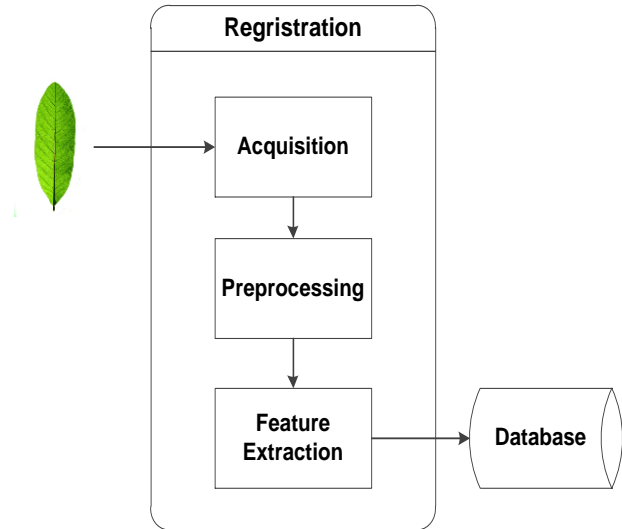 Regristration
Acquisition
Preprocessing
Feature
Extraction
Database